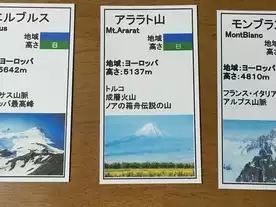 エルブルス
us
地域
高さ
B
ヨーロッパ
5642m
サス山脈
ッパ最高峰
アララト山
Mt.Ararat
地域
高さ
B
地域:ヨーロッパ
高さ:5137m
トルコ
成層火山
ノアの箱舟伝説の山
モンブラ
MontBlanc
地域
高さ
地域:ヨーロッパ
高さ:4810m
フランス・イタリ
アルプス山脈